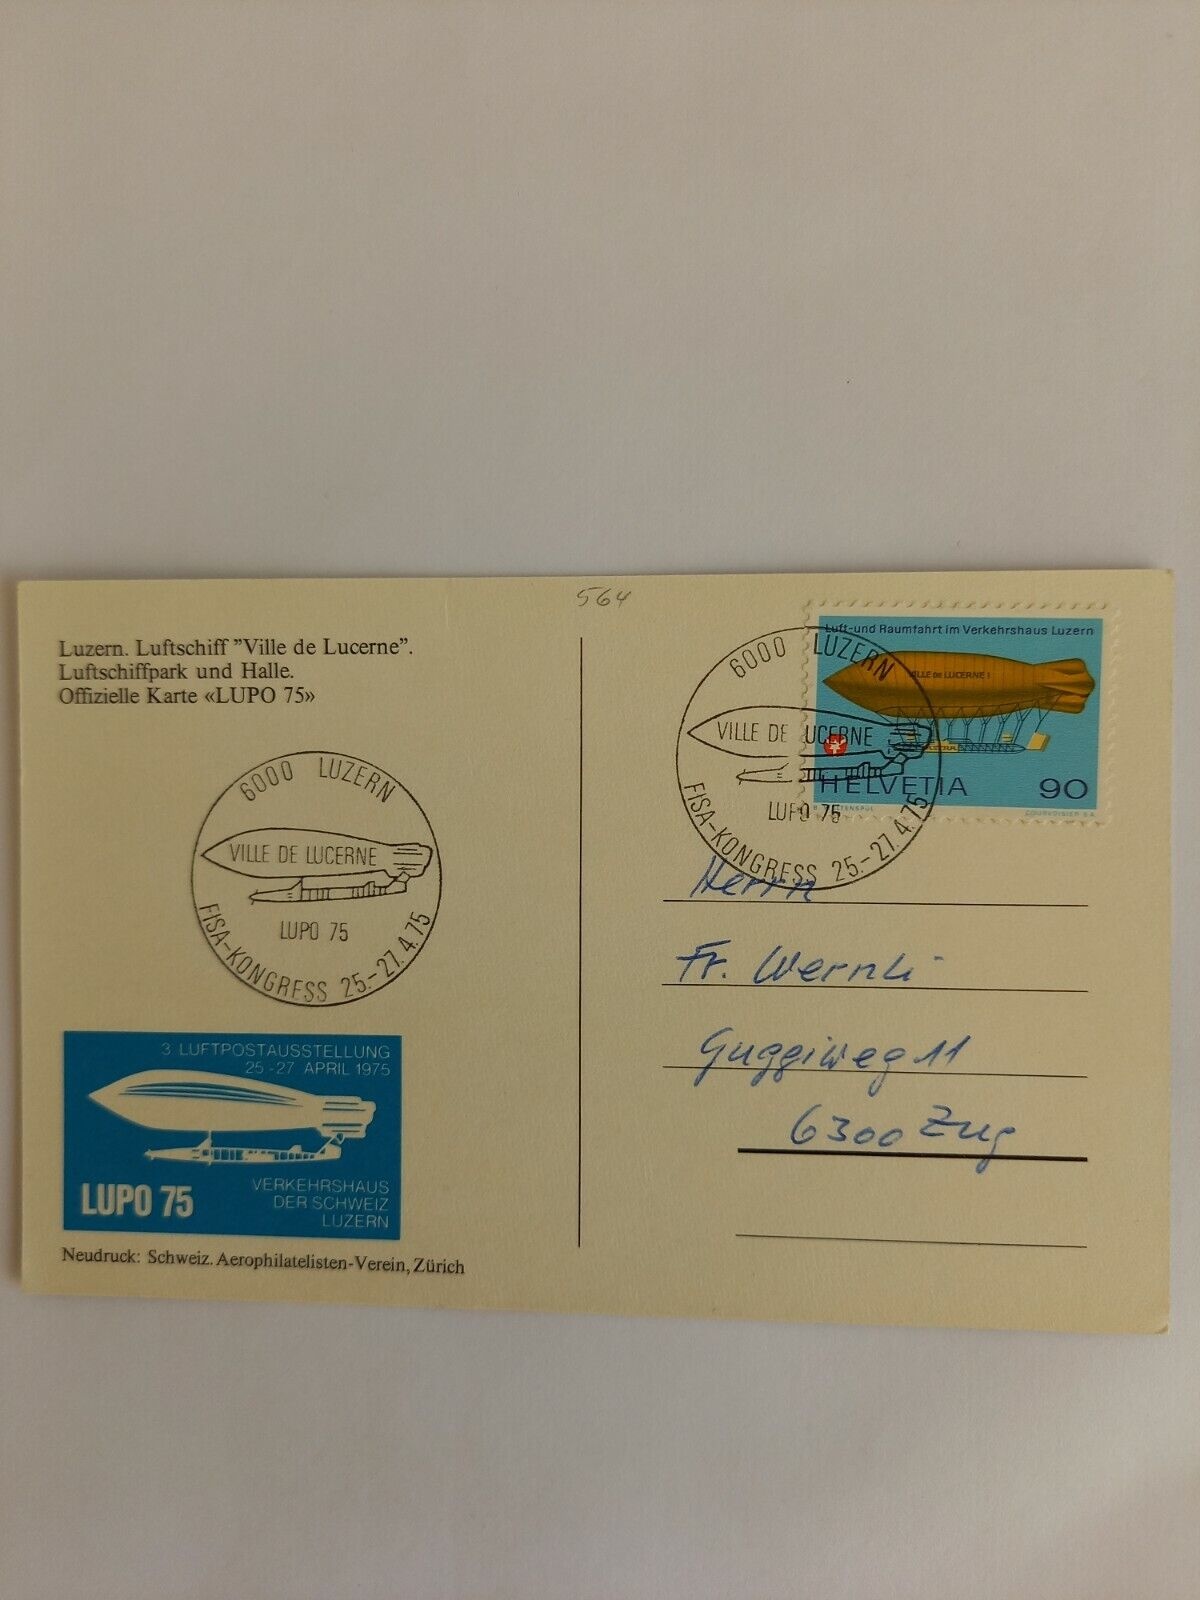 564
Luzern. Luftschiff "Ville de Lucerne".
Luftschiffpark und Halle.
Offizielle Karte «LUPO 75»
6000 LUZERN
VILLE DE LUCERNE
LUPO 75
FISA-KONGRESS 25.-27.4.75
3. LUFTPOSTAUSSTELLUNG
25-27 APRIL 1975
LUPO 75
VERKEHRSHAUS
DER SCHWEIZ
LUZERN
Neudruck: Schweiz. Aerophilatelisten-Verein, Zürich
Luft- und Raumfahrt im Verkehrshaus Luzern
VILLE DE LUCERNE I
HELVETIA 90
COURVOISIER S.A.
6000 LUZERN
VILLE DE LUCERNE
LUPO 75
FISA-KONGRESS 25.-27.4.75
Herrn
Fr. Wernli
Guggiweg 11
6300 Zug